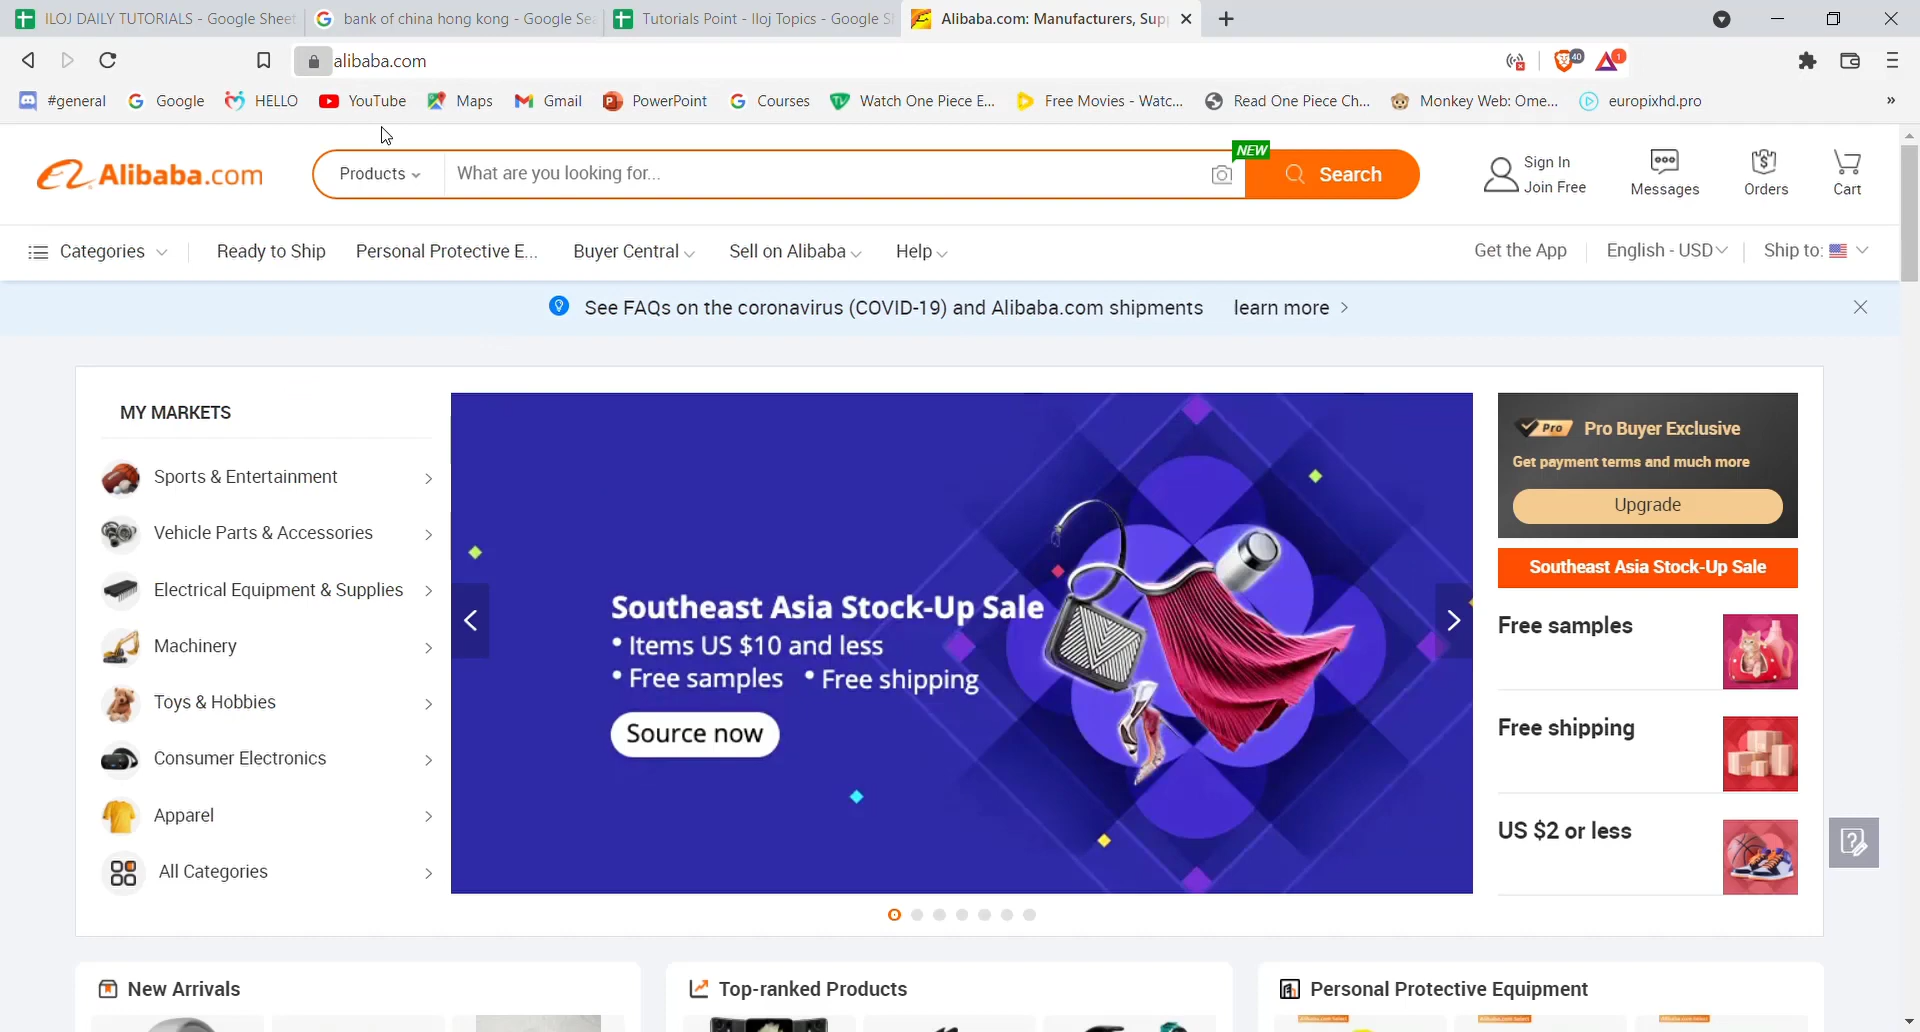 ILOJ DAILY TUTORIALS - Google Sheet
bank of china hong kong - Google Sea
Tutorials Point - Iloj Topics - Google S
Alibaba.com: Manufacturers, Supp
alibaba.com
40
1
#general
Google
HELLO
YouTube
Maps
Gmail
PowerPoint
Courses
Watch One Piece E...
Free Movies - Watc...
Read One Piece Ch...
Monkey Web: Ome...
europixhd.pro
»
Alibaba.com
Products
What are you looking for...
NEW
Search
Sign In
Join Free
Messages
Orders
Cart
Categories
Ready to Ship
Personal Protective E...
Buyer Central
Sell on Alibaba
Help
Get the App
English - USD
Ship to:
See FAQs on the coronavirus (COVID-19) and Alibaba.com shipments learn more
MY MARKETS
Sports & Entertainment
Vehicle Parts & Accessories
Electrical Equipment & Supplies
Machinery
Toys & Hobbies
Consumer Electronics
Apparel
All Categories
Southeast Asia Stock-Up Sale
• Items US $10 and less
• Free samples • Free shipping
Source now
Pro Pro Buyer Exclusive
Get payment terms and much more
Upgrade
Southeast Asia Stock-Up Sale
Free samples
Free shipping
US $2 or less
New Arrivals
Top-ranked Products
Personal Protective Equipment